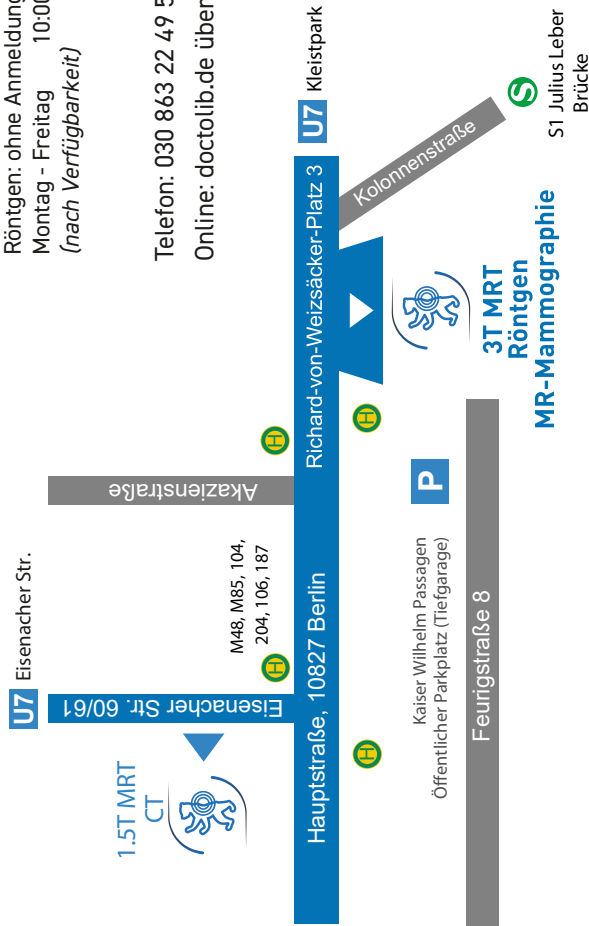 Röntgen: ohne Anmeldung
Montag - Freitag 10:00
(nach Verfügbarkeit)
Telefon: 030 863 22 49 5
Online: doctolib.de über
U7 Eisenacher Str.
1.5T MRT
CT
Eisenacher Str. 60/61
M48, M85, 104,
204, 106, 187
H
Akazienstraße
H
Hauptstraße, 10827 Berlin
Richard-von-Weizsäcker-Platz 3
U7 Kleistpark
H
H
Kolonnenstraße
S
S1 Julius Leber
Brücke
Kaiser Wilhelm Passagen
Öffentlicher Parkplatz (Tiefgarage)
P
Feurigstraße 8
3T MRT
Röntgen
MR-Mammographie